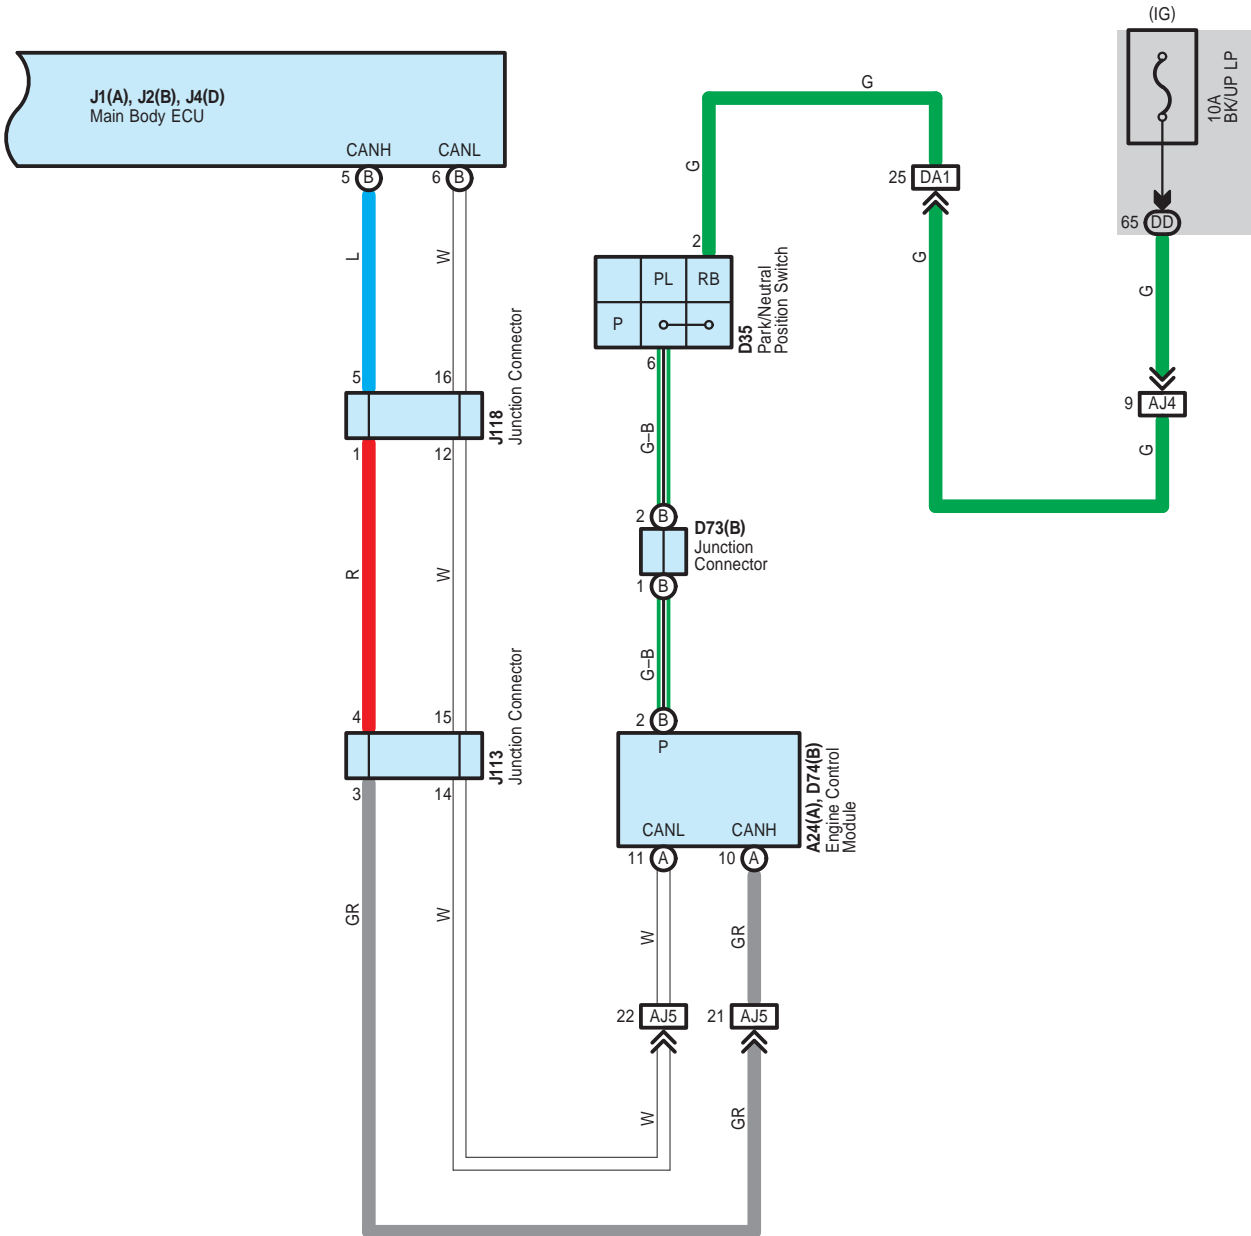 (IG)
10A
BK/UP LP
65 DD
G
9 AJ4
G
G
25 DA1
G
G
J1(A), J2(B), J4(D)
Main Body ECU
CANH CANL
5 B 6 B
L W
5 16
J118
Junction Connector
1 12
R W
4 15
J113
Junction Connector
3 14
GR W
2
PL RB
P
D35
Park/Neutral
Position Switch
6
G–B
2 B
D73(B)
Junction
Connector
1 B
G–B
2 B
P
A24(A), D74(B)
Engine Control
Module
CANL CANH
11 A 10 A
W GR
22 AJ5 21 AJ5
W GR